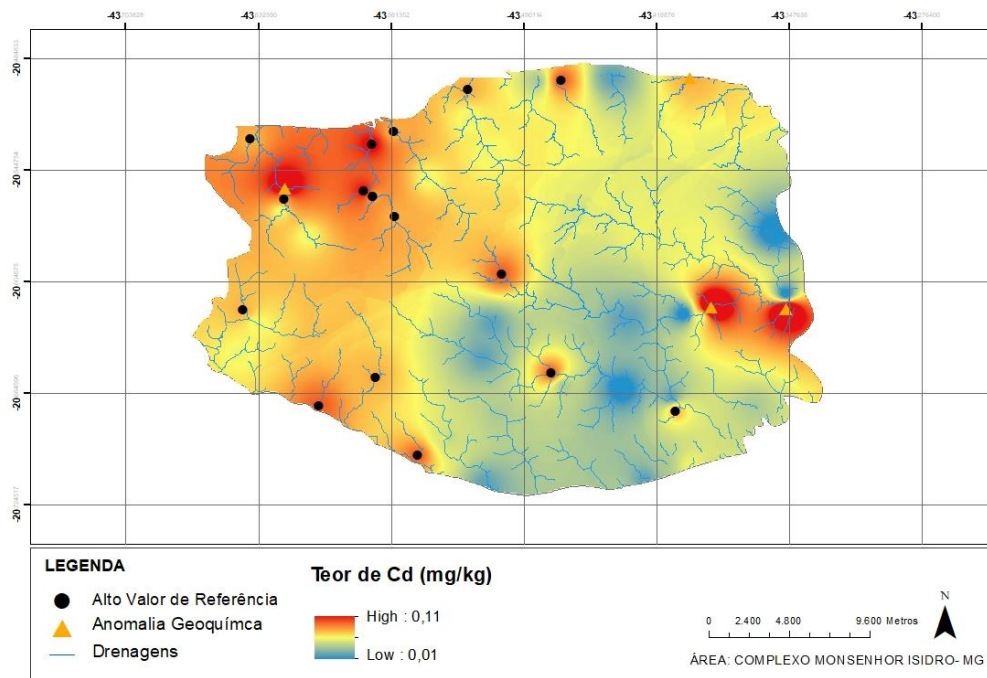 -43
-43
-43
-43
-43
-43
-43
-20
-20
-20
-20
-20
LEGENDA
Alto Valor de Referência
Anomalia Geoquímca
Drenagens
Teor de Cd (mg/kg)
High : 0,11
Low : 0,01
0 2.400 4.800 9.600 Metros
N
ÁREA: COMPLEXO MONSENHOR ISIDRO- MG